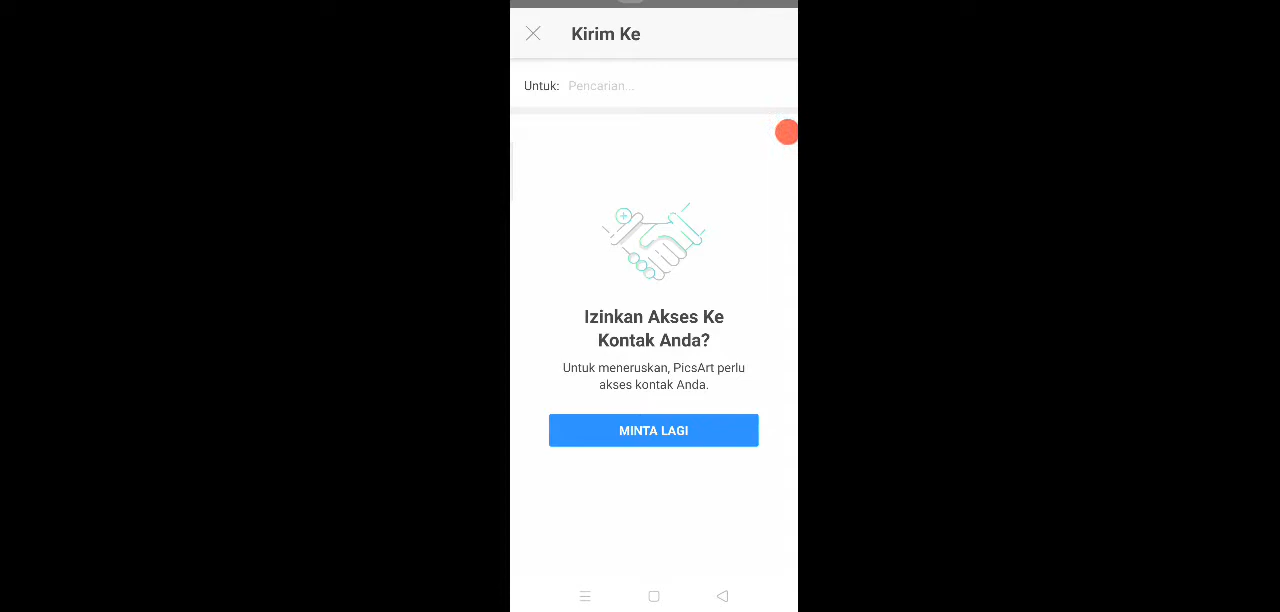 Kirim Ke
Untuk: Pencarian...
Izinkan Akses Ke
Kontak Anda?
Untuk meneruskan, PicsArt perlu
akses kontak Anda.
MINTA LAGI